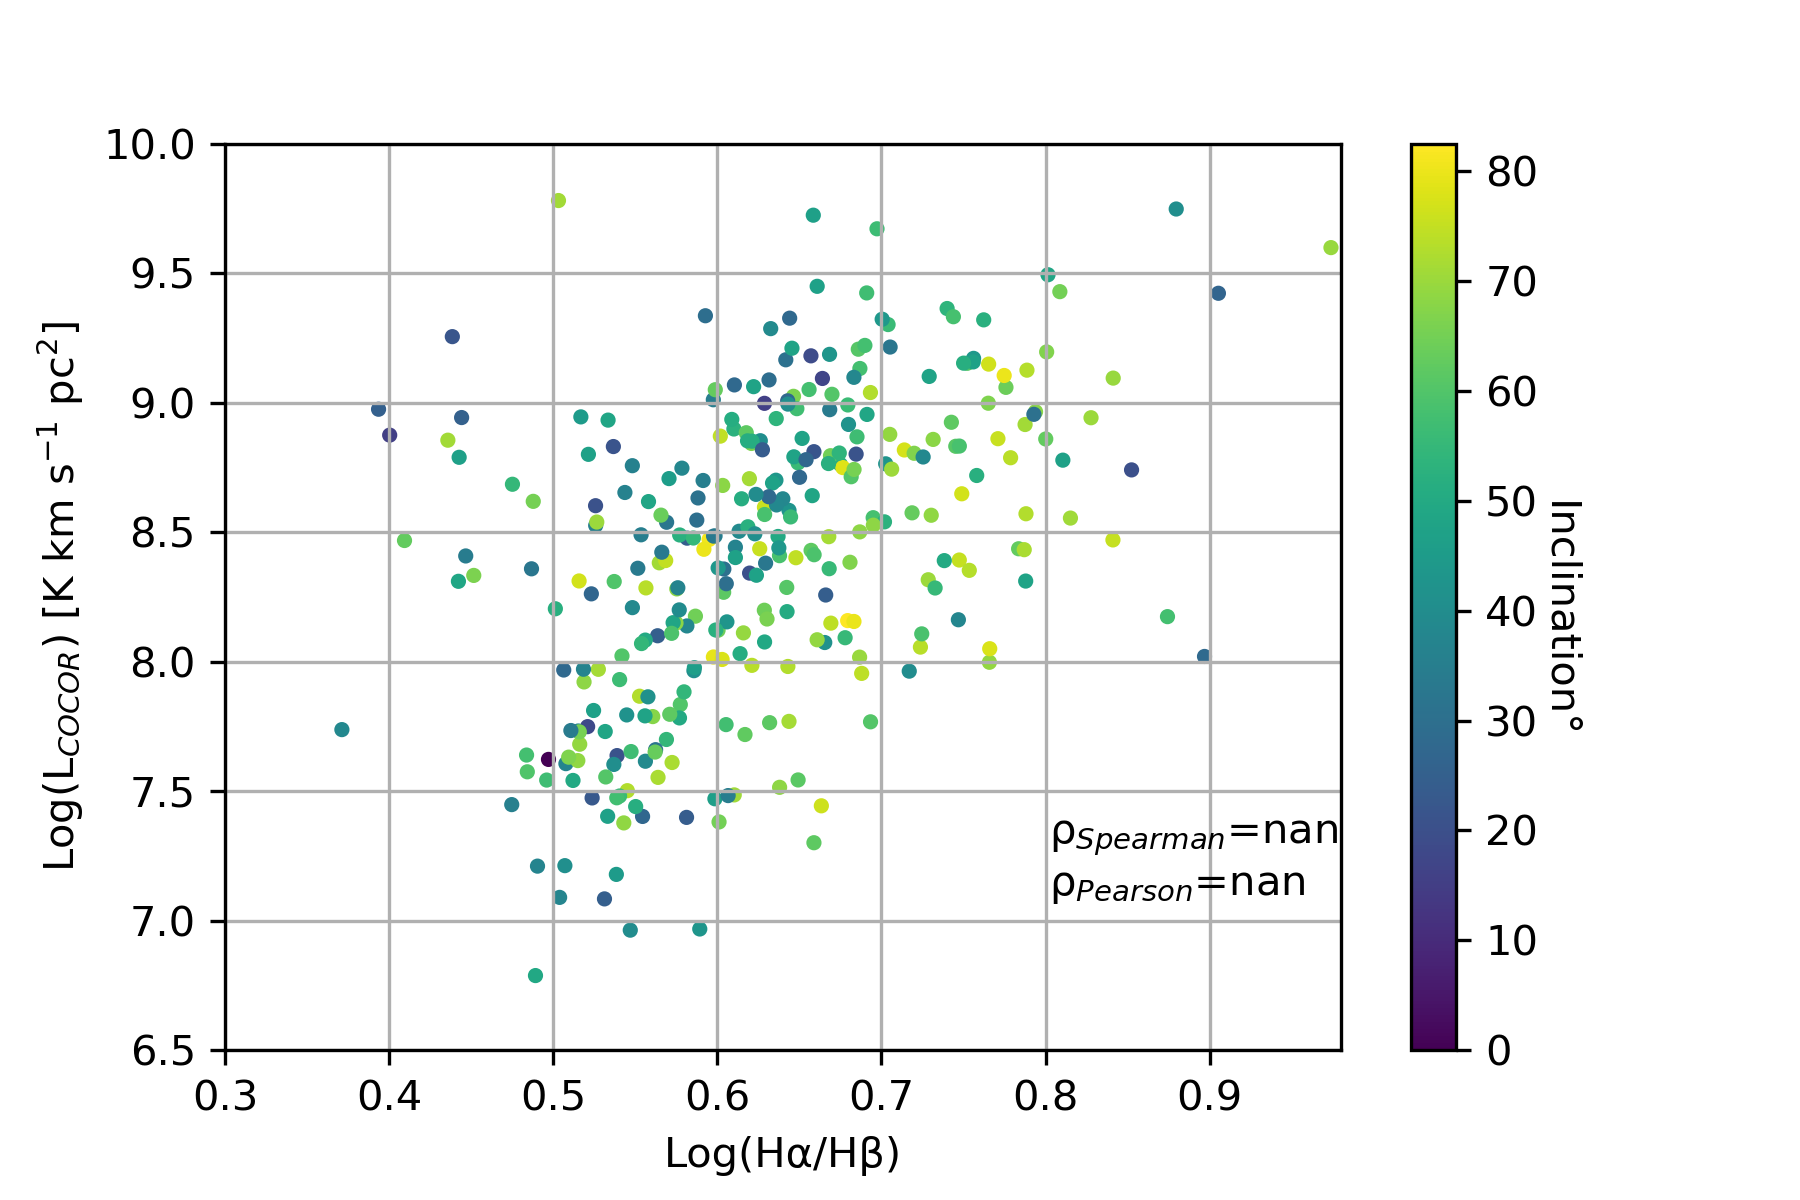 Log(L_COCOR) [K km s⁻¹ pc²]
10.0
9.5
9.0
8.5
8.0
7.5
7.0
6.5
0.3 0.4 0.5 0.6 0.7 0.8 0.9
Log(Hα/Hβ)
ρ_Spearman=nan
ρ_Pearson=nan
80
70
60
50
40
30
20
10
0
Inclination°